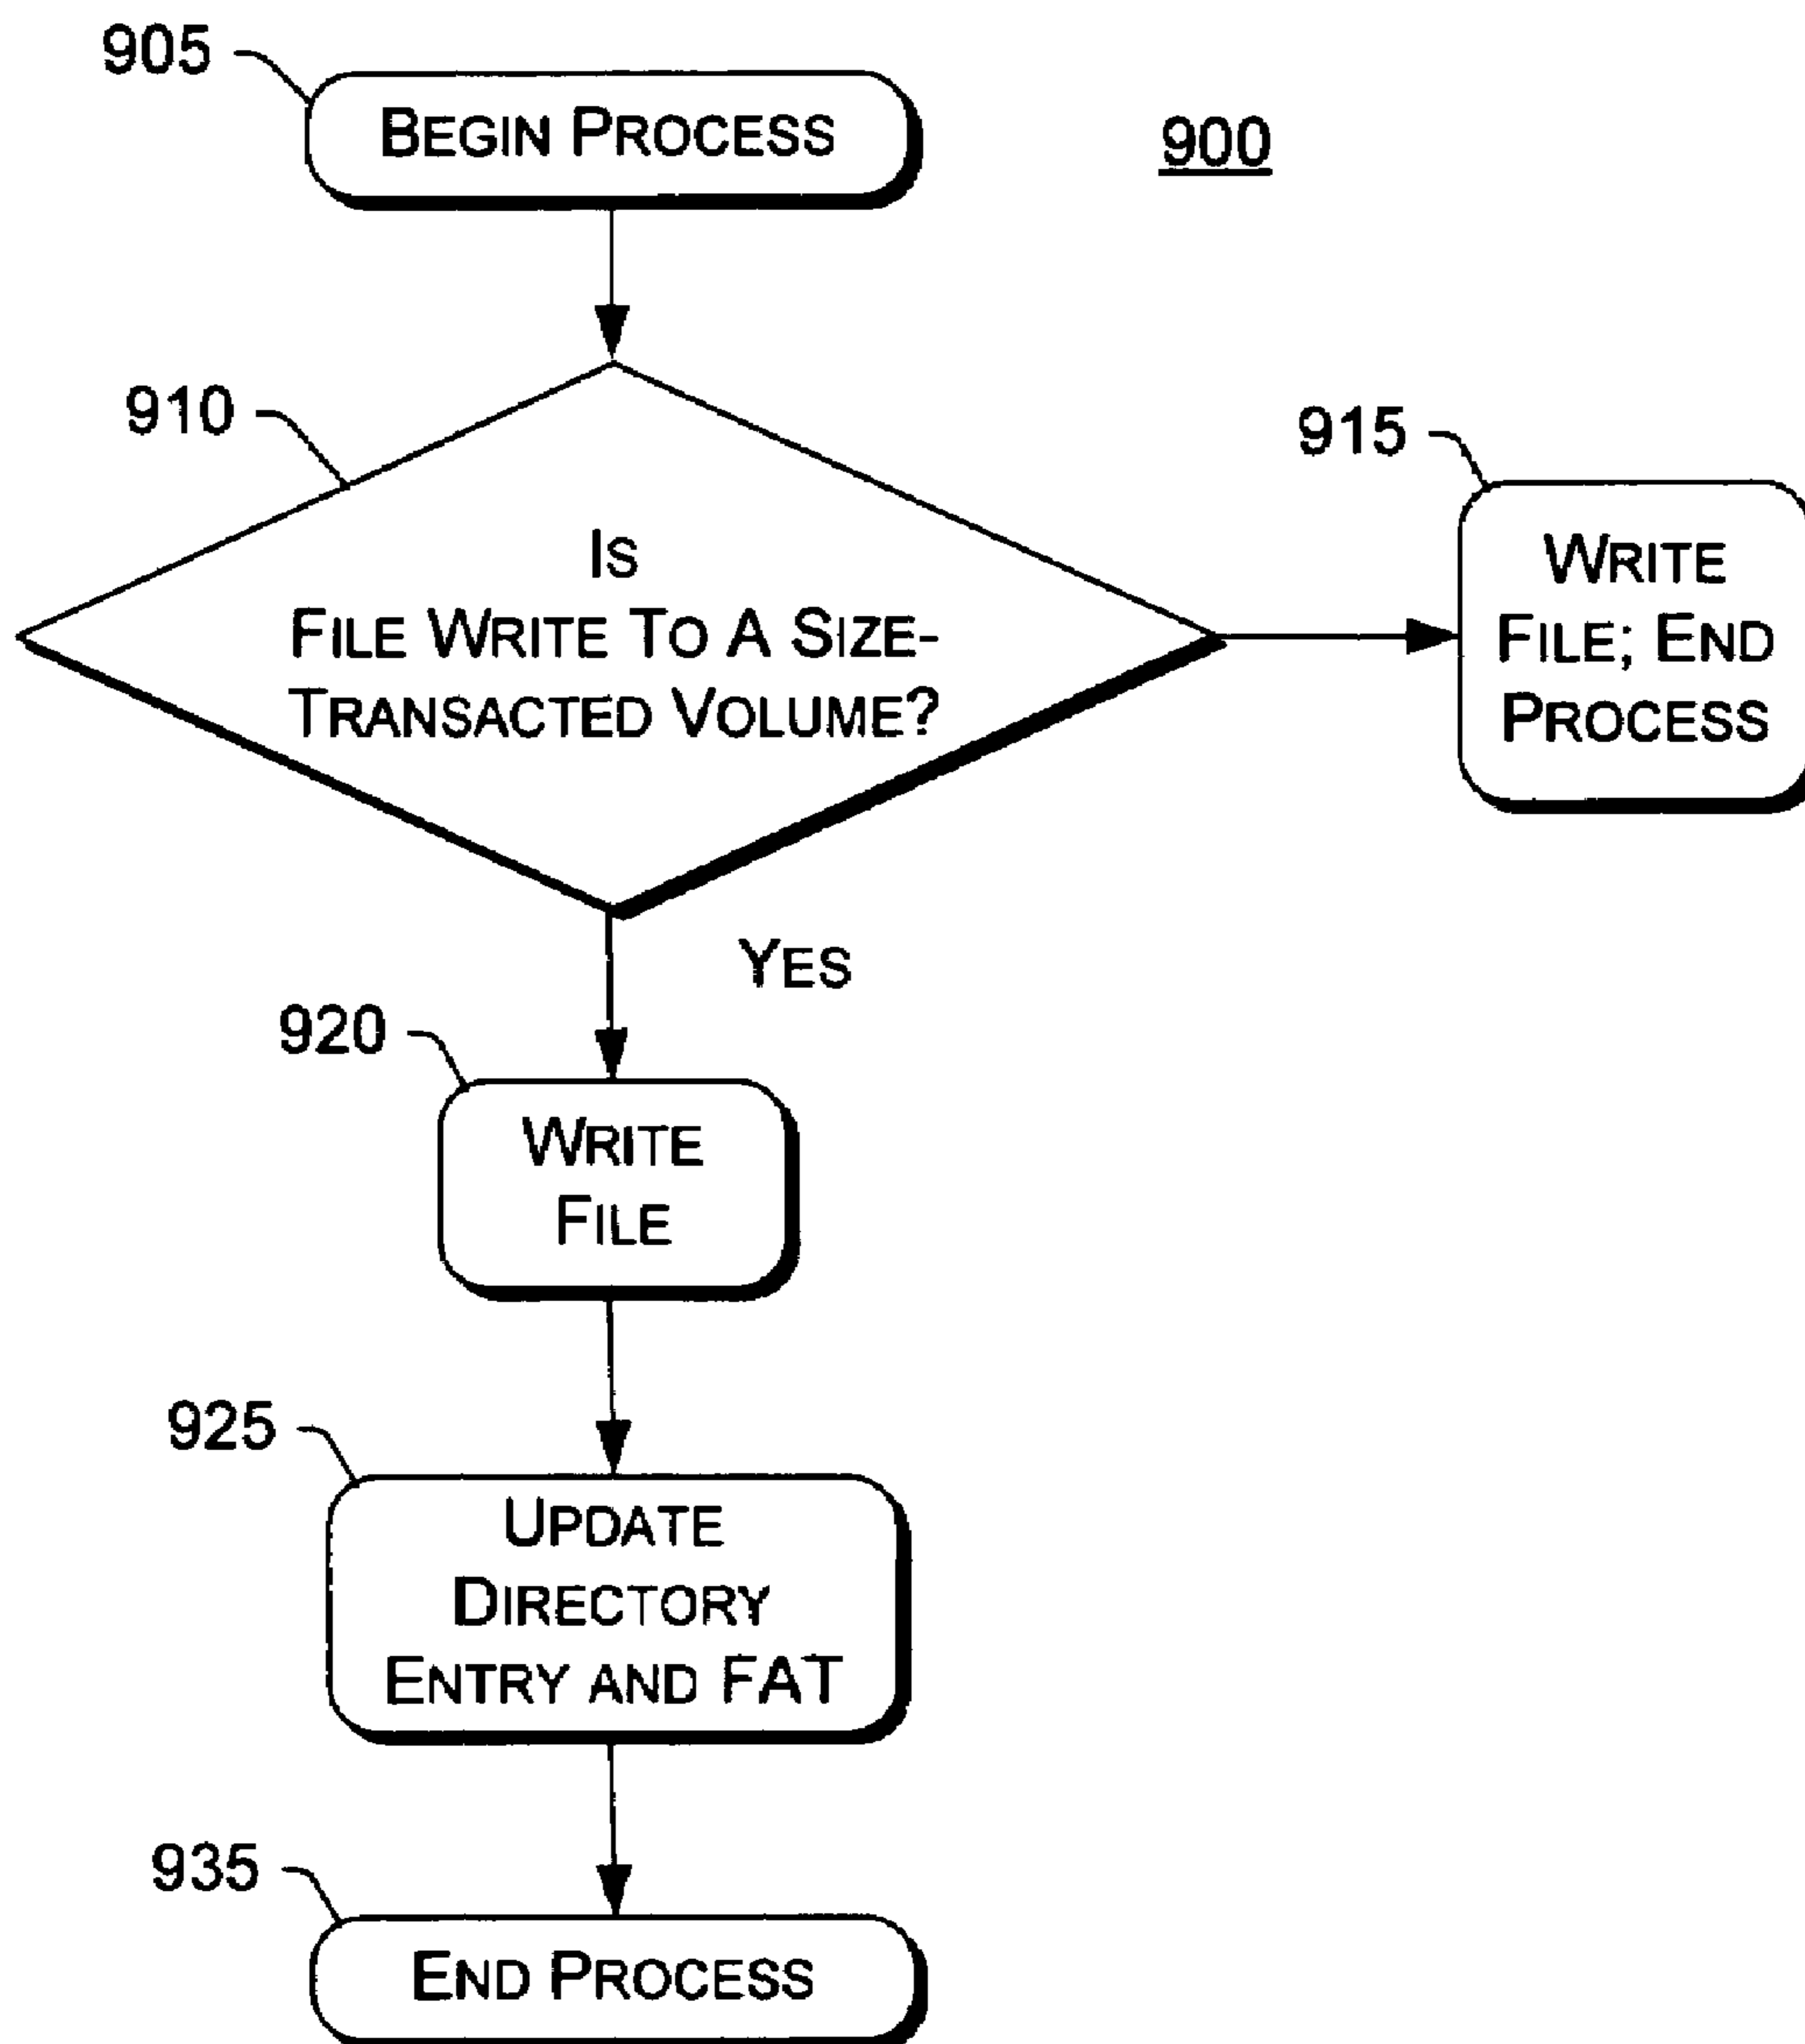 905
BEGIN PROCESS
900
910
IS
FILE WRITE TO A SIZE-
TRANSACTED VOLUME?
915
WRITE
FILE; END
PROCESS
YES
920
WRITE
FILE
925
UPDATE
DIRECTORY
ENTRY AND FAT
935
END PROCESS